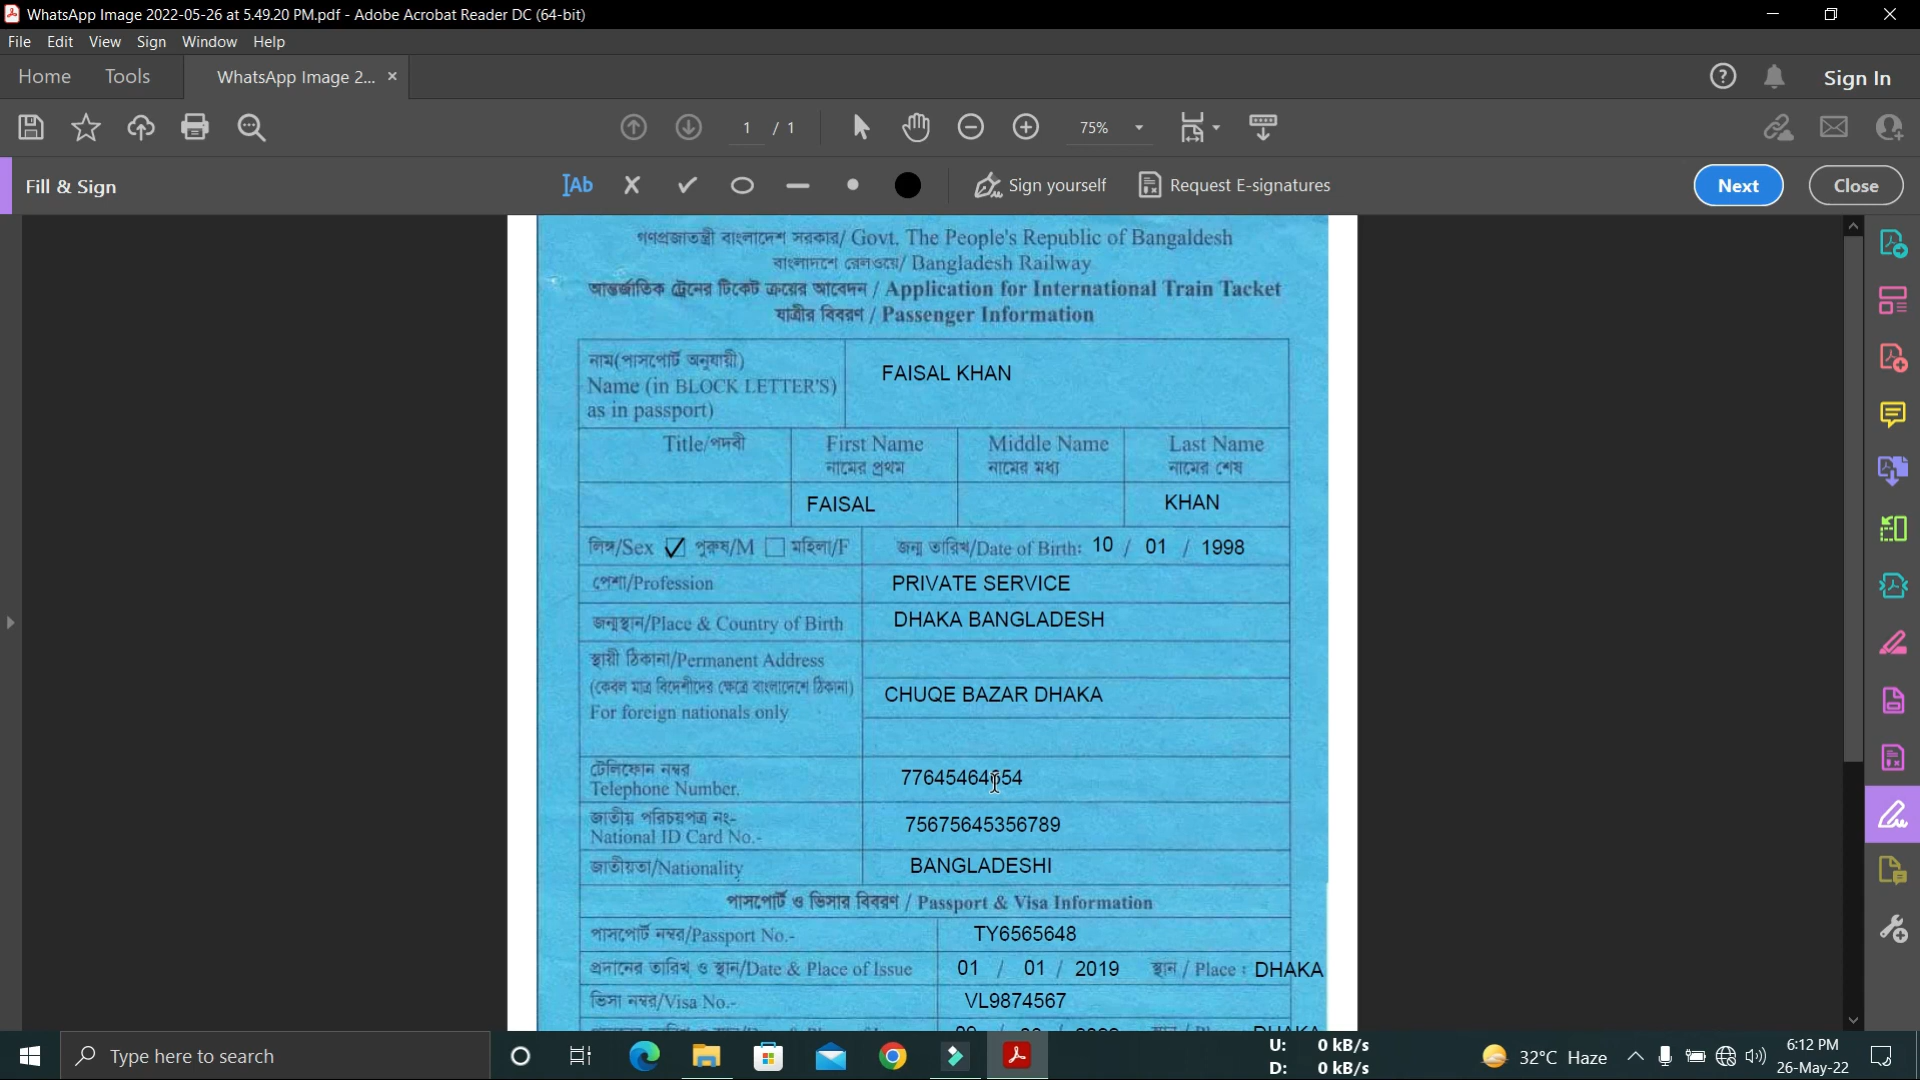 WhatsApp Image 2022-05-26 at 5.49.20 PM.pdf - Adobe Acrobat Reader DC (64-bit)
File Edit View Sign Window Help
Home Tools WhatsApp Image 2... × Sign In
1 / 1 75%
Fill & Sign Ab Sign yourself Request E-signatures Next Close
গণপ্রজাতন্ত্রী বাংলাদেশ সরকার/ Govt. The People's Republic of Bangaldesh
বাংলাদেশ রেলওয়ে/ Bangladesh Railway
আন্তর্জাতিক ট্রেনের টিকেট ক্রয়ের আবেদন / Application for International Train Tacket
যাত্রীর বিবরণ / Passenger Information
নাম(পাসপোর্ট অনুযায়ী)
Name (in BLOCK LETTER'S)
as in passport)
FAISAL KHAN
Title/পদবী First Name Middle Name Last Name
নামের প্রথম নামের মধ্য নামের শেষ
FAISAL KHAN
লিঙ্গ/Sex পুরুষ/M মহিলা/F জন্ম তারিখ/Date of Birth: 10 / 01 / 1998
পেশা/Profession PRIVATE SERVICE
জন্মস্থান/Place & Country of Birth DHAKA BANGLADESH
স্থায়ী ঠিকানা/Permanent Address
(কেবল মাত্র বিদেশীদের ক্ষেত্রে বাংলাদেশে ঠিকানা) CHUQE BAZAR DHAKA
For foreign nationals only
টেলিফোন নম্বর
Telephone Number. 77645464654
জাতীয় পরিচয়পত্র নং-
National ID Card No.- 75675645356789
জাতীয়তা/Nationality BANGLADESHI
পাসপোর্ট ও ভিসার বিবরণ / Passport & Visa Information
পাসপোর্ট নম্বর/Passport No.- TY6565648
প্রদানের তারিখ ও স্থান/Date & Place of Issue 01 / 01 / 2019 স্থান / Place : DHAKA
ভিসা নম্বর/Visa No.- VL9874567
Type here to search
U: 0 kB/s
D: 0 kB/s
32°C Haze
6:12 PM
26-May-22